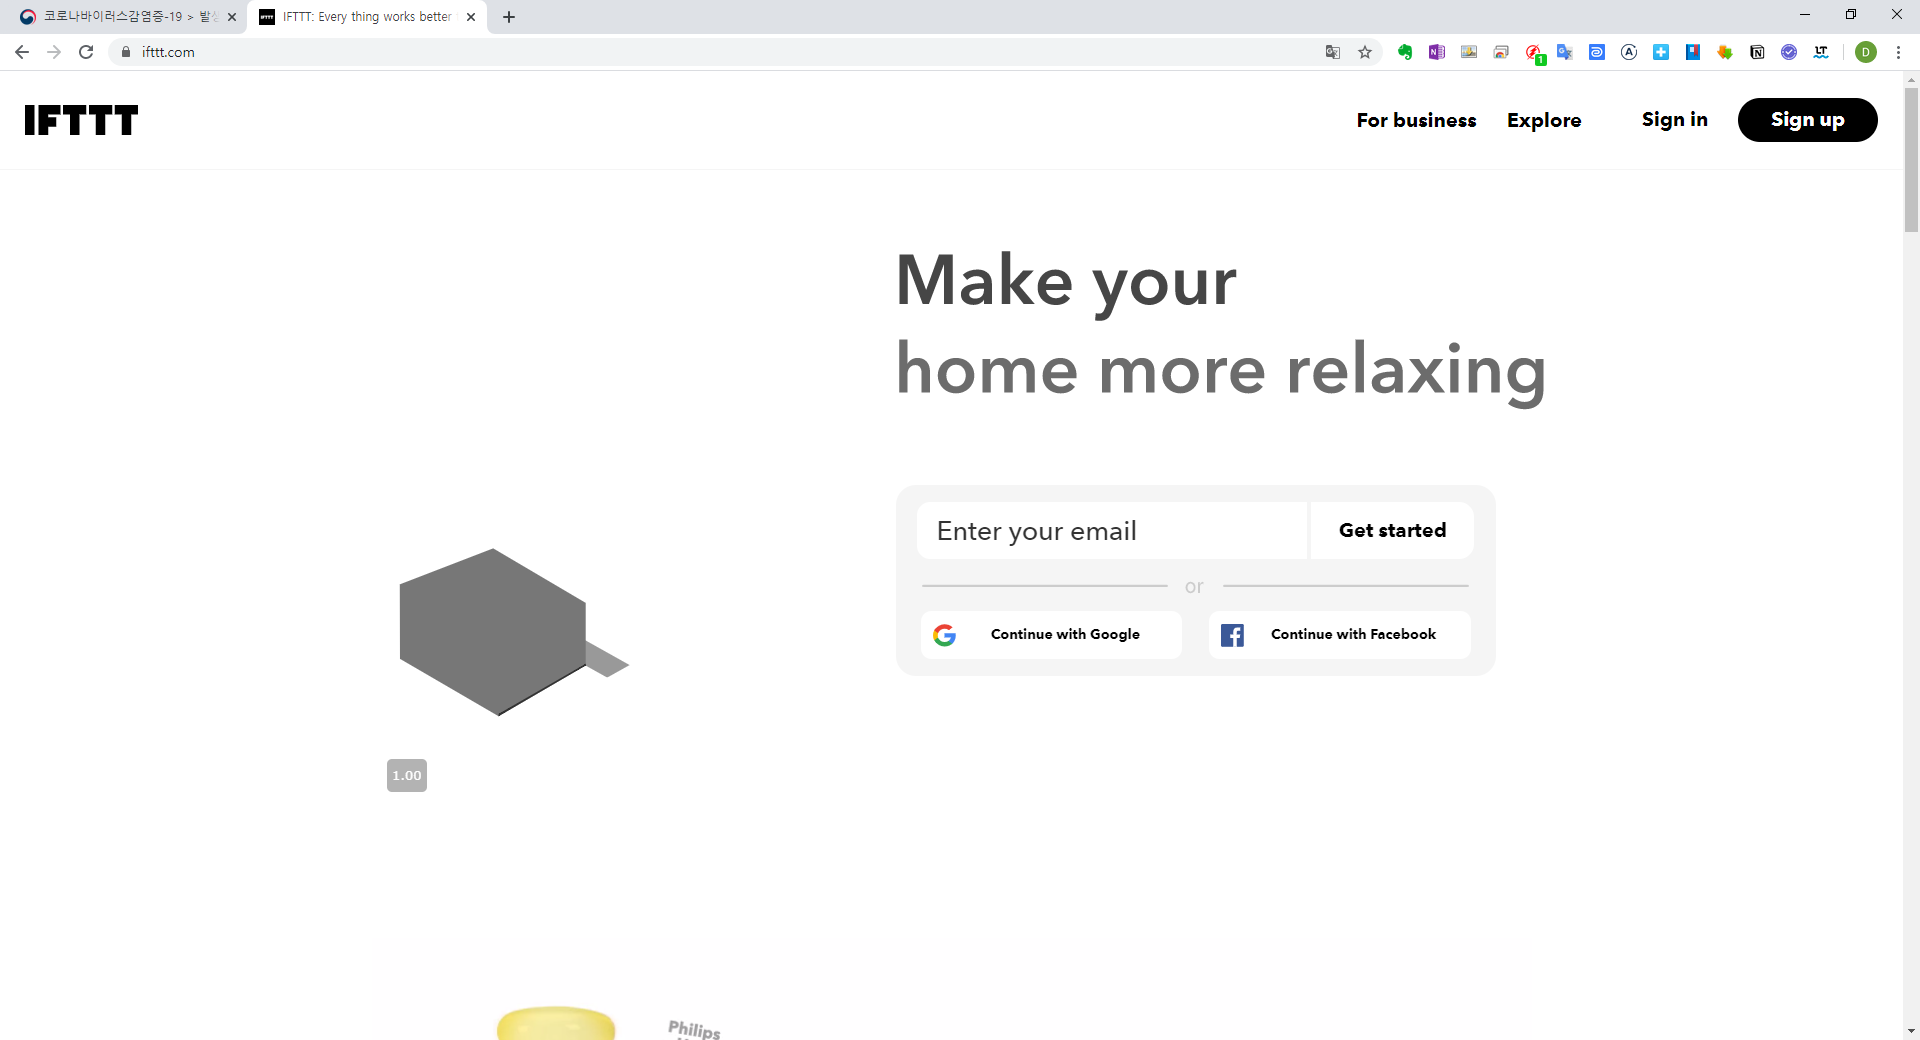 코로나바이러스감염증-19 > 발생
IFTTT: Every thing works better
ifttt.com
1
D
IFTTT
For business
Explore
Sign in
Sign up
Make your
home more relaxing
Enter your email
Get started
or
Continue with Google
Continue with Facebook
1.00
Philips